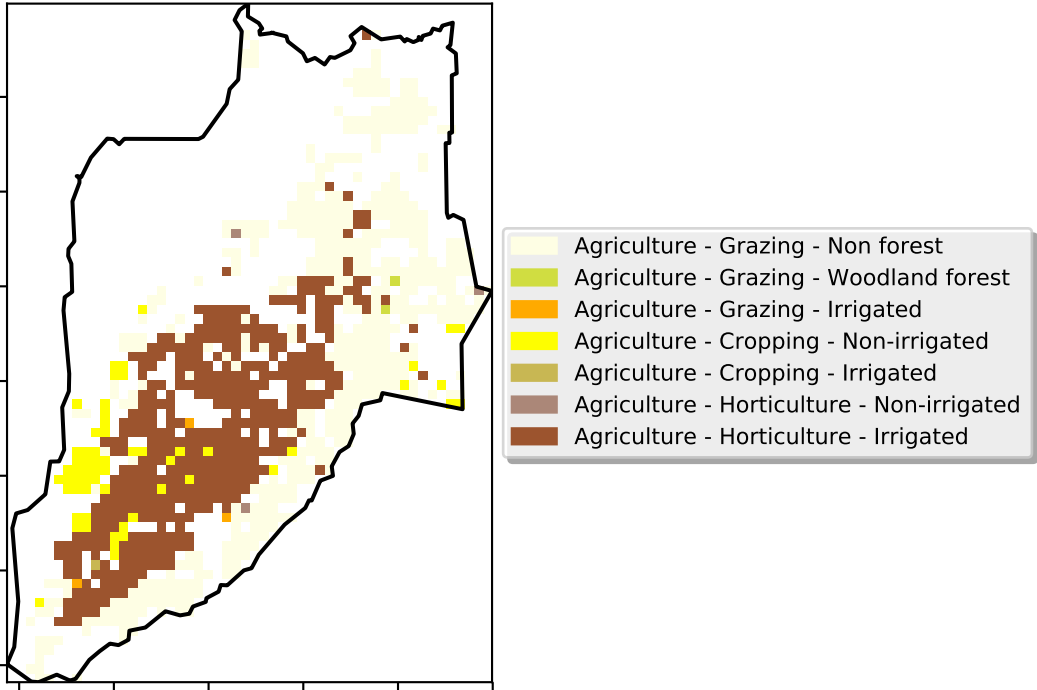 Agriculture - Grazing - Non forest
Agriculture - Grazing - Woodland forest
Agriculture - Grazing - Irrigated
Agriculture - Cropping - Non-irrigated
Agriculture - Cropping - Irrigated
Agriculture - Horticulture - Non-irrigated
Agriculture - Horticulture - Irrigated